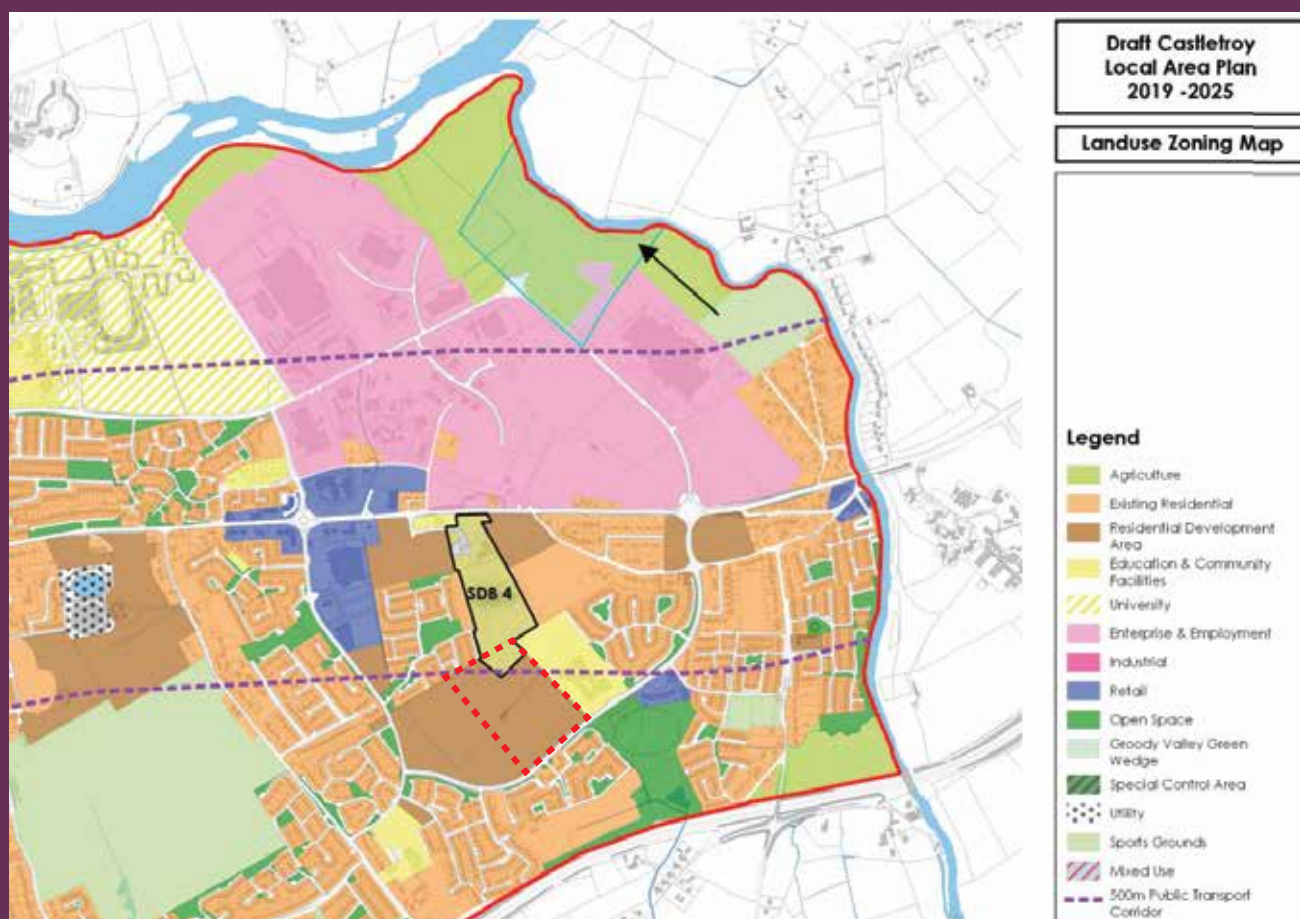 Draft Castletroy
Local Area Plan
2019 -2025
Landuse Zoning Map
SDB 4
Legend
Agriculture
Existing Residential
Residential Development
Area
Education & Community
Facilities
University
Enterprise & Employment
Industrial
Retail
Open Space
Groody Valley Green
Wedge
Special Control Area
Utility
Sports Grounds
Mixed Use
500m Public Transport
Corridor